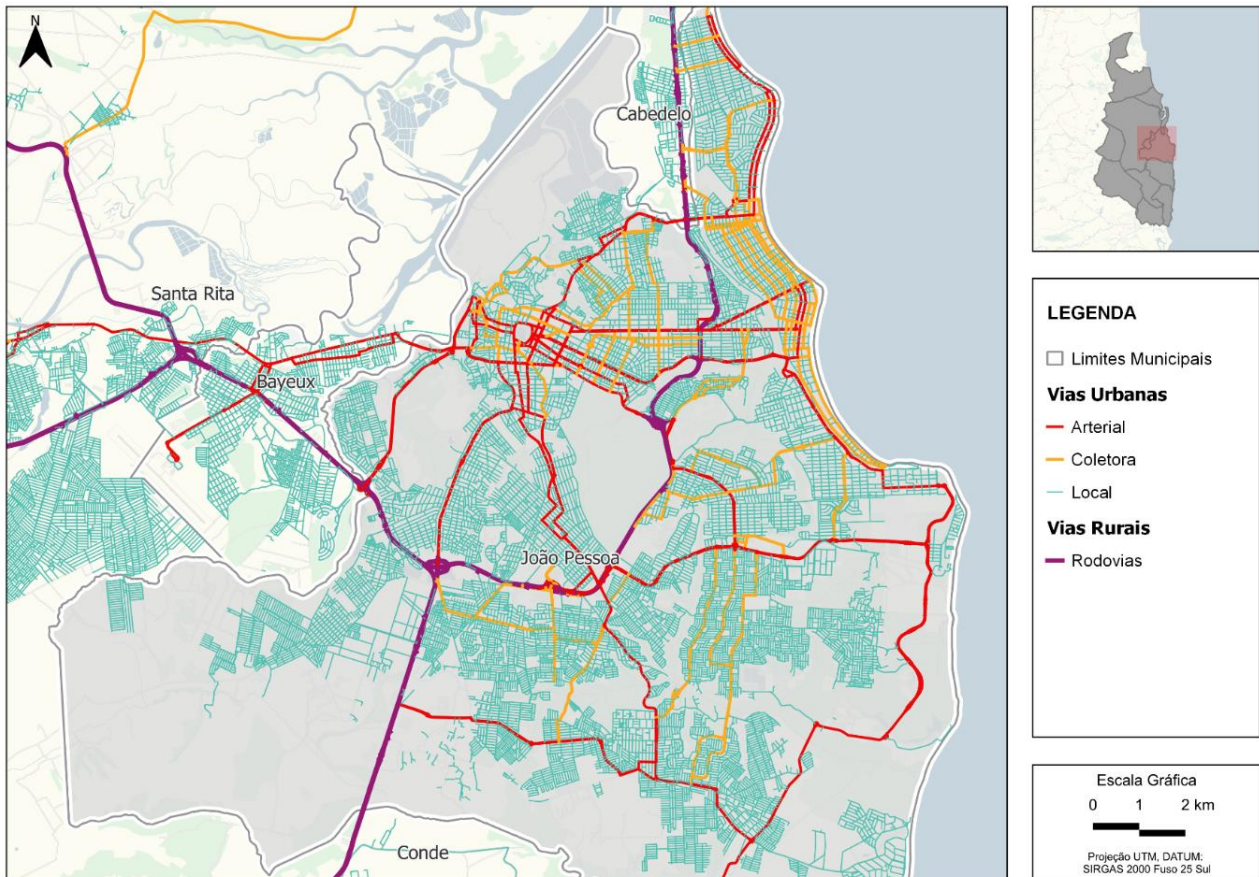 N
Cabedelo
Santa Rita
Bayeux
João Pessoa
Conde
LEGENDA
Limites Municipais
Vias Urbanas
Arterial
Coletora
Local
Vias Rurais
Rodovias
Escala Gráfica
0 1 2 km
Projeção UTM, DATUM:
SIRGAS 2000 Fuso 25 Sul